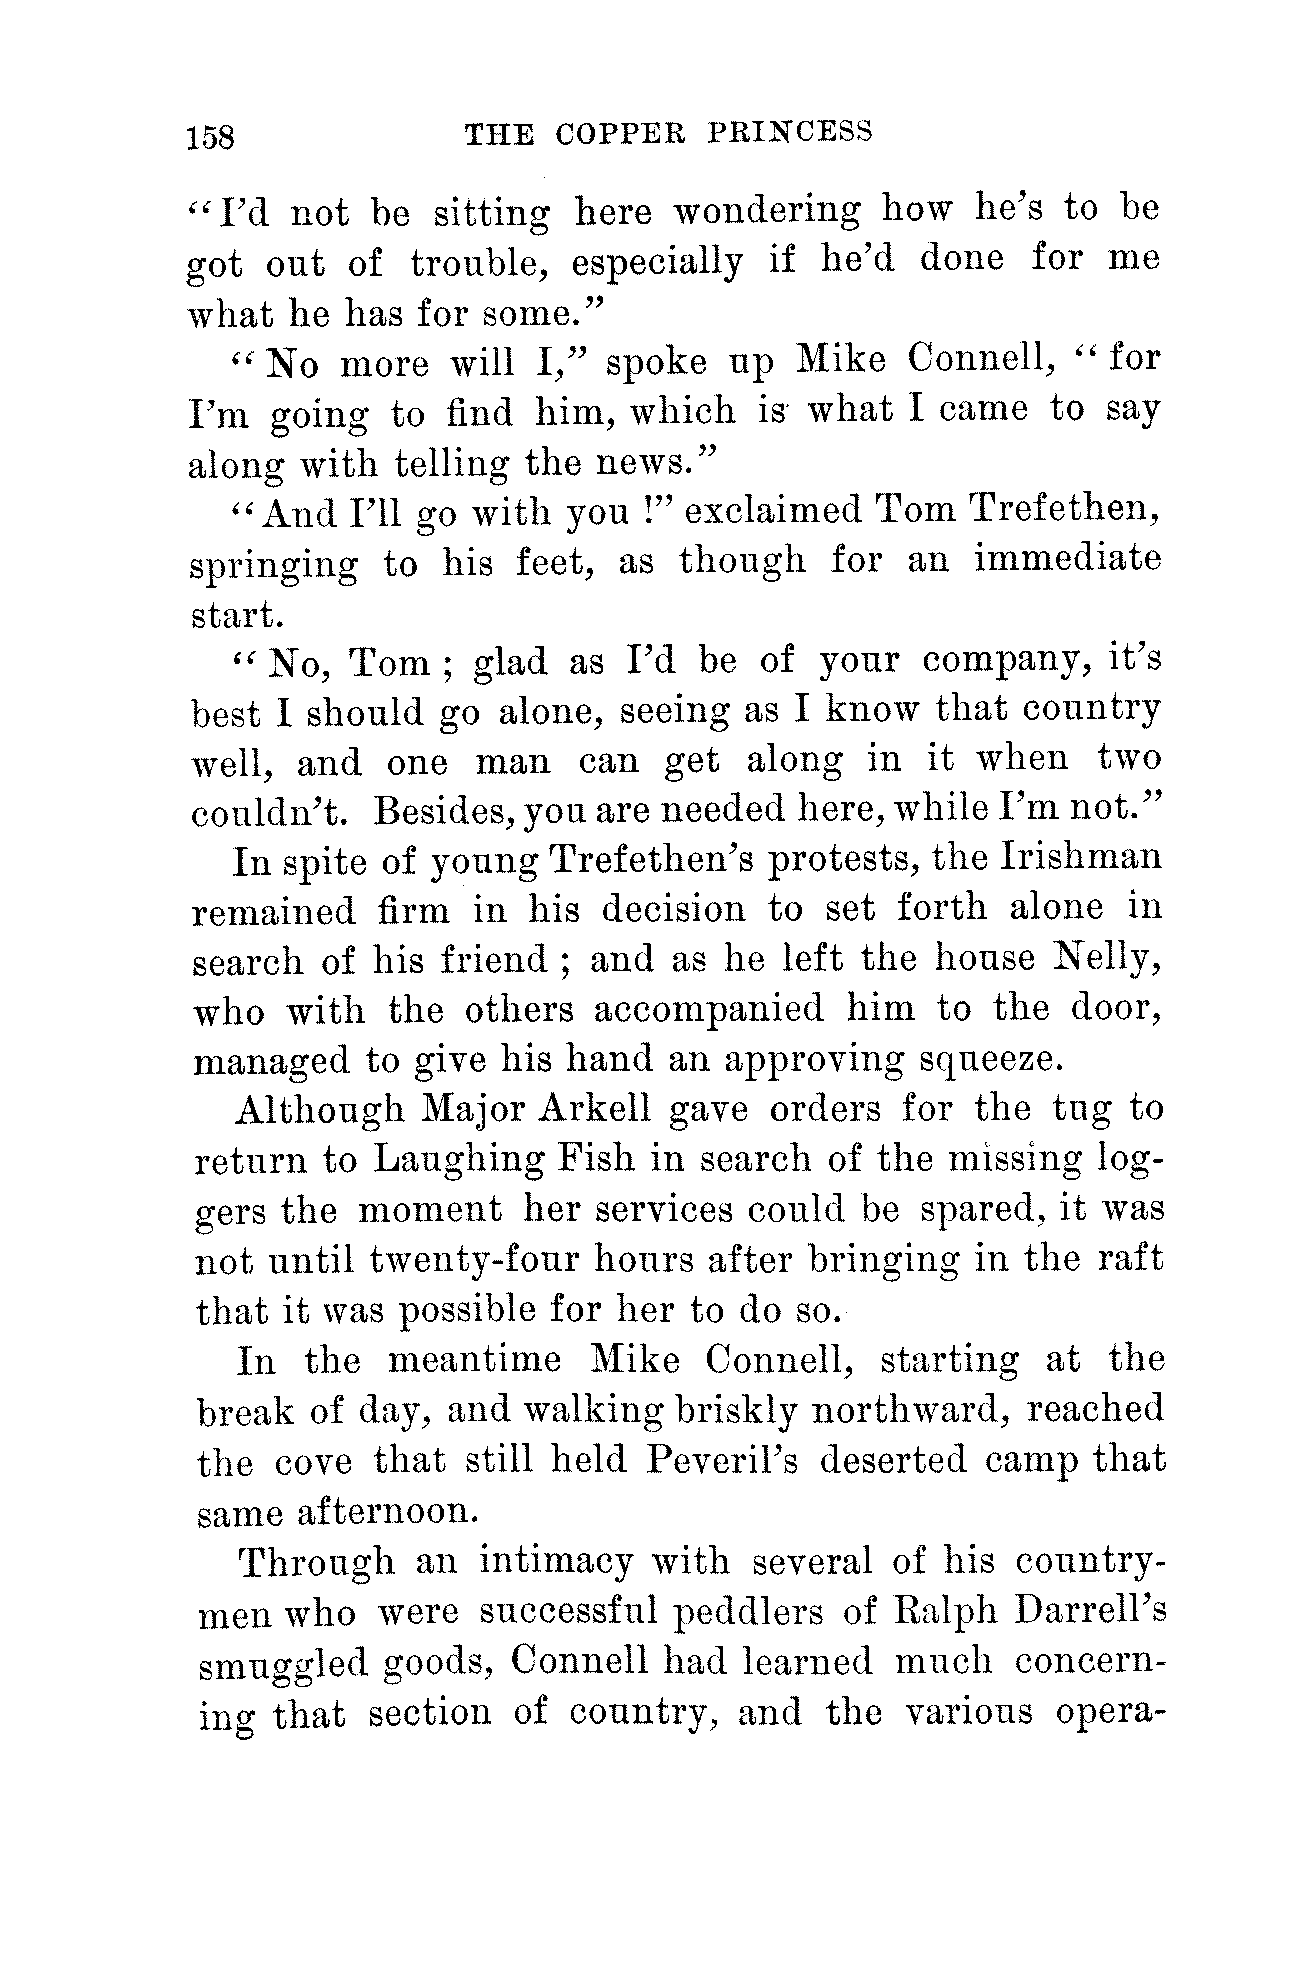 158 THE COPPER PRINCESS
“I’d not be sitting here wondering how he’s to be
got out of trouble, especially if he’d done for me
what he has for some.”
“No more will I,” spoke up Mike Connell, “for
I’m going to find him, which is what I came to say
along with telling the news.”
“And I’ll go with you!” exclaimed Tom Trefethen,
springing to his feet, as though for an immediate
start.
“No, Tom; glad as I’d be of your company, it’s
best I should go alone, seeing as I know that country
well, and one man can get along in it when two
couldn’t. Besides, you are needed here, while I’m not.”
In spite of young Trefethen’s protests, the Irishman
remained firm in his decision to set forth alone in
search of his friend; and as he left the house Nelly,
who with the others accompanied him to the door,
managed to give his hand an approving squeeze.
Although Major Arkell gave orders for the tug to
return to Laughing Fish in search of the missing log-
gers the moment her services could be spared, it was
not until twenty-four hours after bringing in the raft
that it was possible for her to do so.
In the meantime Mike Connell, starting at the
break of day, and walking briskly northward, reached
the cove that still held Peveril’s deserted camp that
same afternoon.
Through an intimacy with several of his country-
men who were successful peddlers of Ralph Darrell’s
smuggled goods, Connell had learned much concern-
ing that section of country, and the various opera-